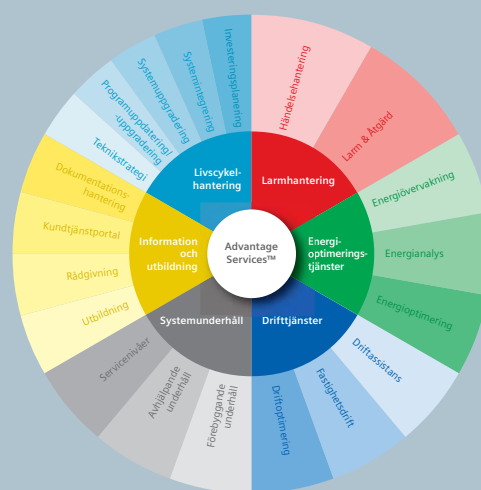 Advantage
Services™
Livscykel-
hantering
Larmhantering
Energi-
optimerings-
tjänster
Drifttjänster
Systemunderhåll
Information
och
utbildning
Händelsehantering
Larm & Åtgärd
Energiövervakning
Energianalys
Energioptimering
Driftassistans
Fastighetsdrift
Driftoptimering
Förebyggande
underhåll
Avhjälpande
underhåll
Servicenivåer
Utbildning
Rådgivning
Kundtjänstportal
Dokumentations-
hantering
Teknikstrategi
Programuppdatering/
-uppgradering
Systemuppgradering
Systemintegrering
Investeringsplanering